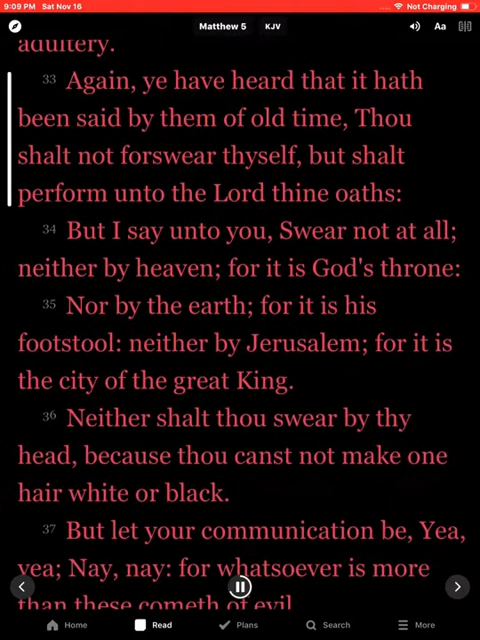 9:09 PM Sat Nov 16 Not Charging
Matthew 5 KJV Aa
adultery.
33 Again, ye have heard that it hath
been said by them of old time, Thou
shalt not forswear thyself, but shalt
perform unto the Lord thine oaths:
34 But I say unto you, Swear not at all;
neither by heaven; for it is God's throne:
35 Nor by the earth; for it is his
footstool: neither by Jerusalem; for it is
the city of the great King.
36 Neither shalt thou swear by thy
head, because thou canst not make one
hair white or black.
37 But let your communication be, Yea,
yea; Nay, nay: for whatsoever is more
than these cometh of evil.
Home Read Plans Search More